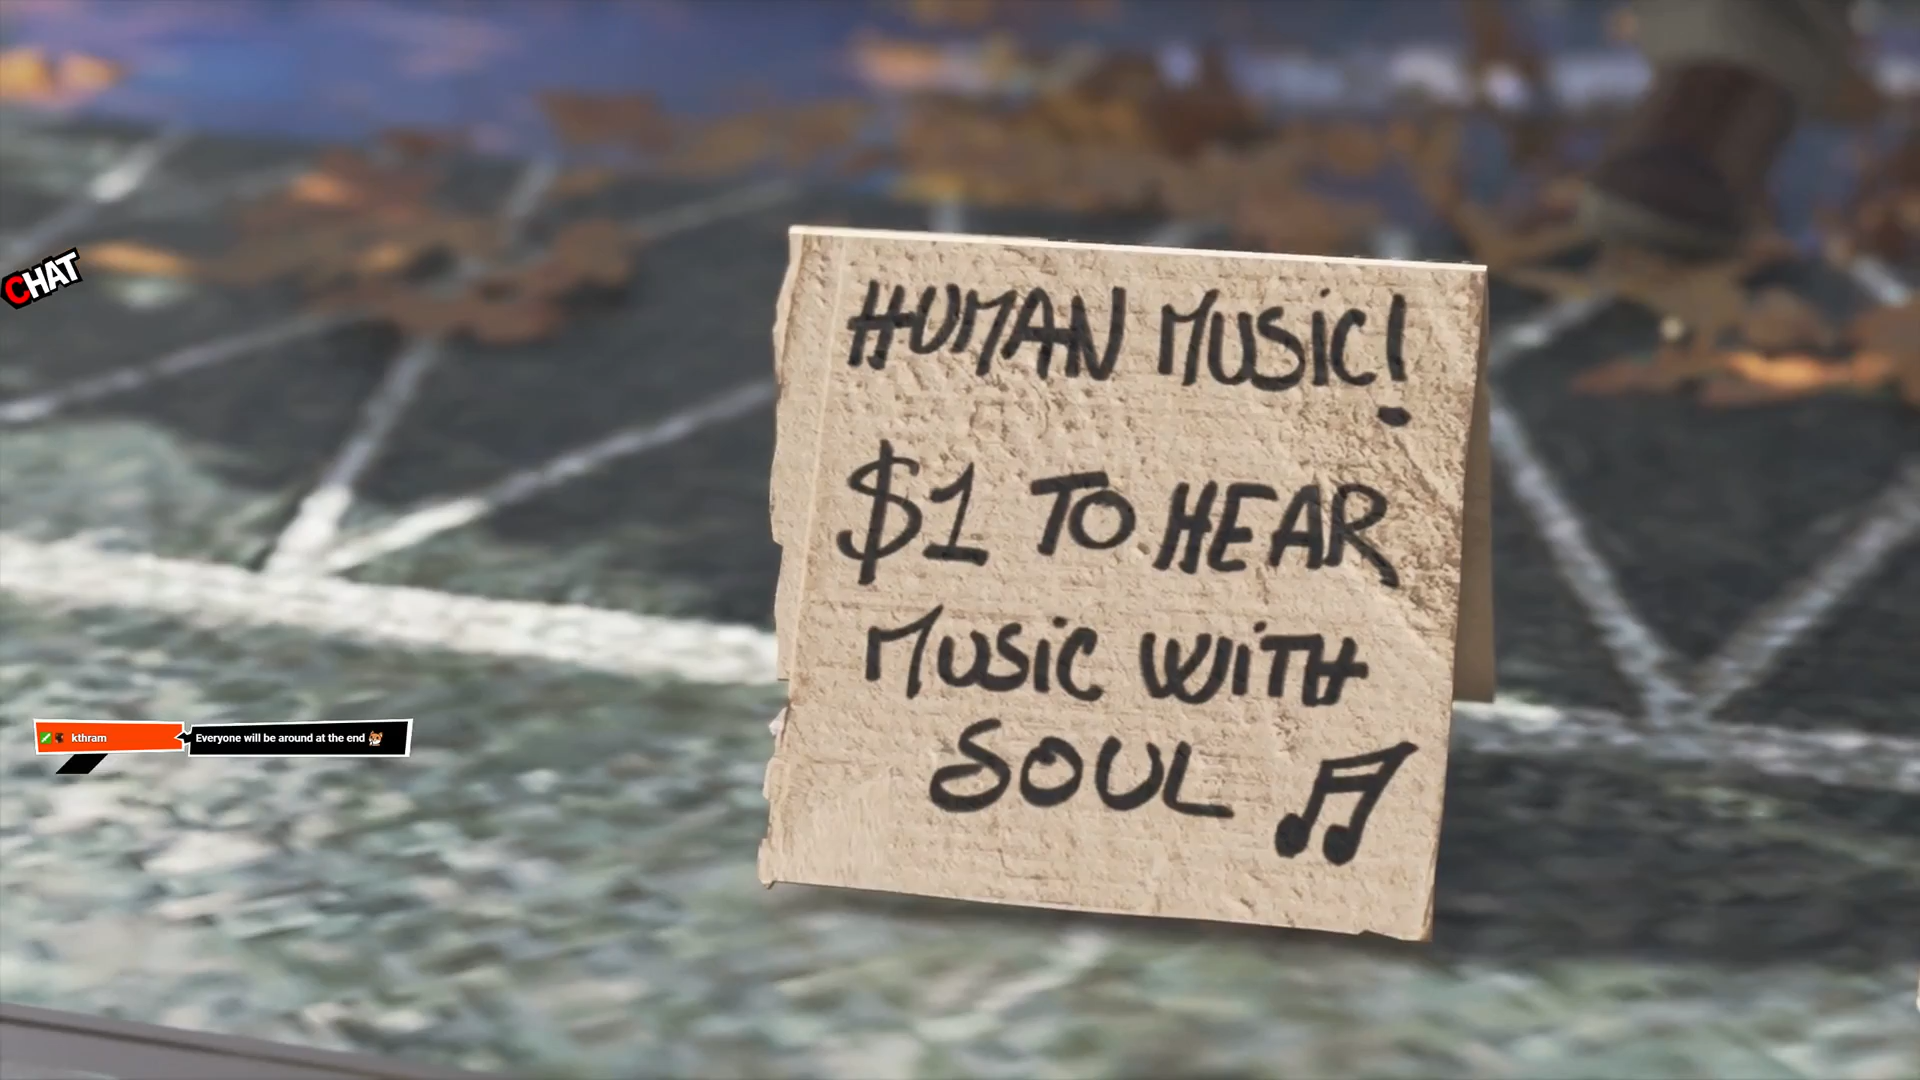 CHAT
HUMAN MUSIC!
$1 TO HEAR
MUSIC WITH
SOUL
kthram
Everyone will be around at the end